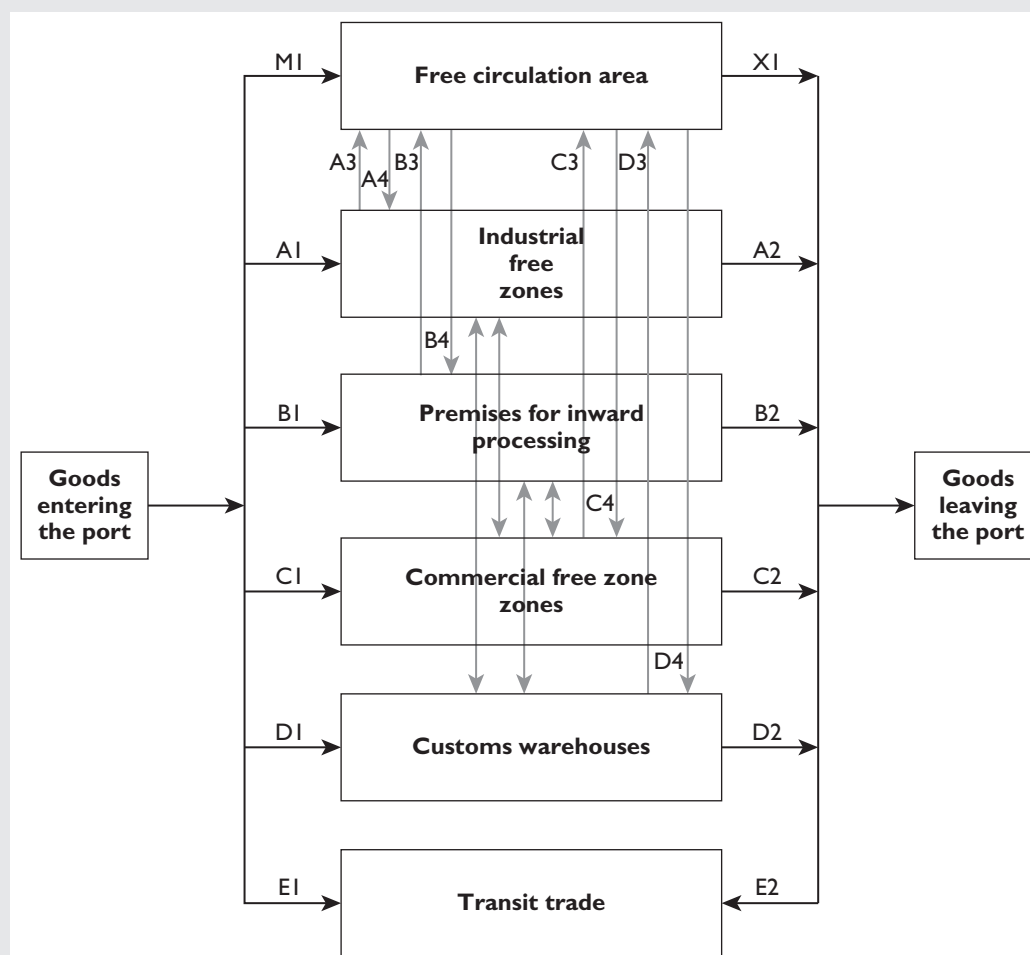 M1
Free circulation area
X1
A3
A4
B3
C3
D3
A1
Industrial
free
zones
A2
B4
B1
Premises for inward
processing
B2
Goods
entering
the port
Goods
leaving
the port
C4
C1
Commercial free zone
zones
C2
D4
D1
Customs warehouses
D2
E1
Transit trade
E2